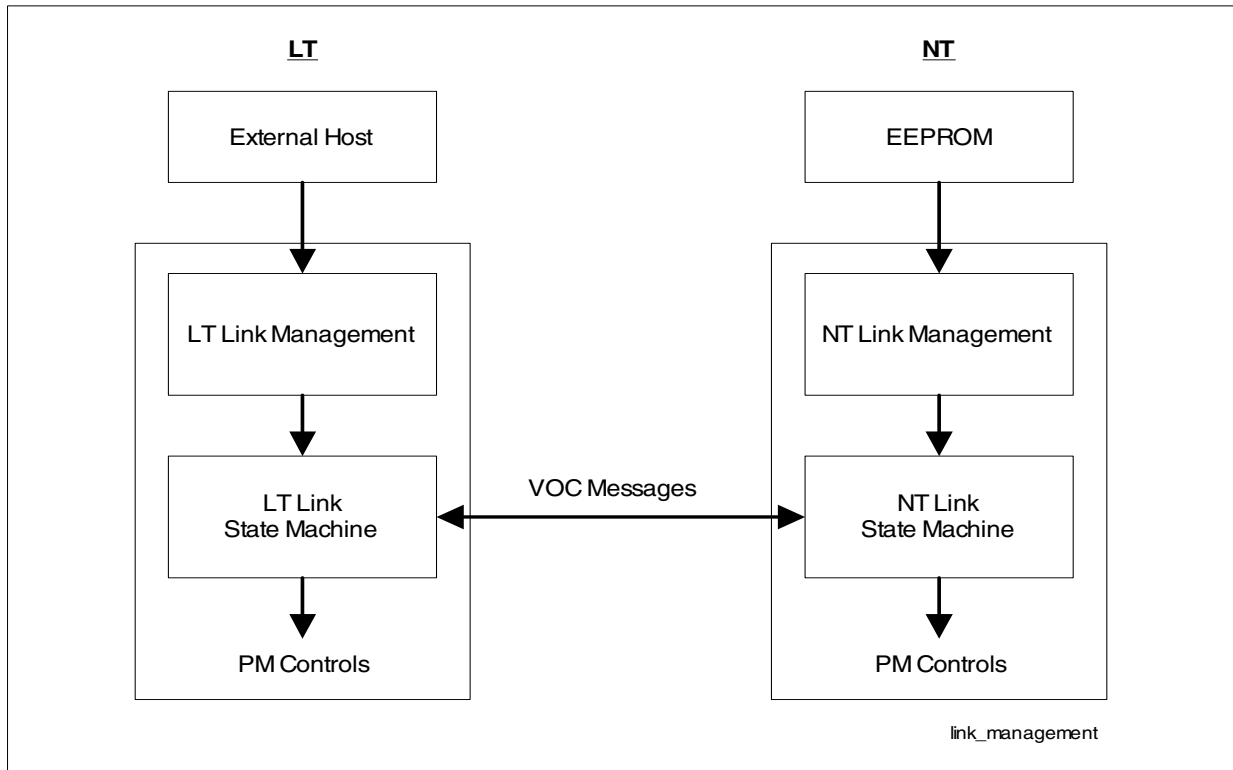 LT
NT
External Host
EEPROM
LT Link Management
NT Link Management
LT Link
State Machine
VOC Messages
NT Link
State Machine
PM Controls
PM Controls
link_management